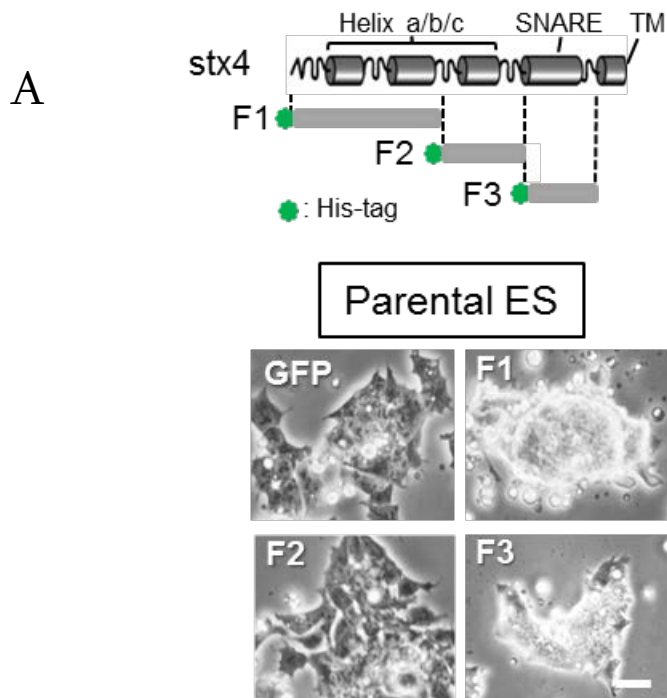 Helix a/b/c SNARE TM
A
stx4
F1
F2
F3
: His-tag
Parental ES
GFP F1
F2 F3